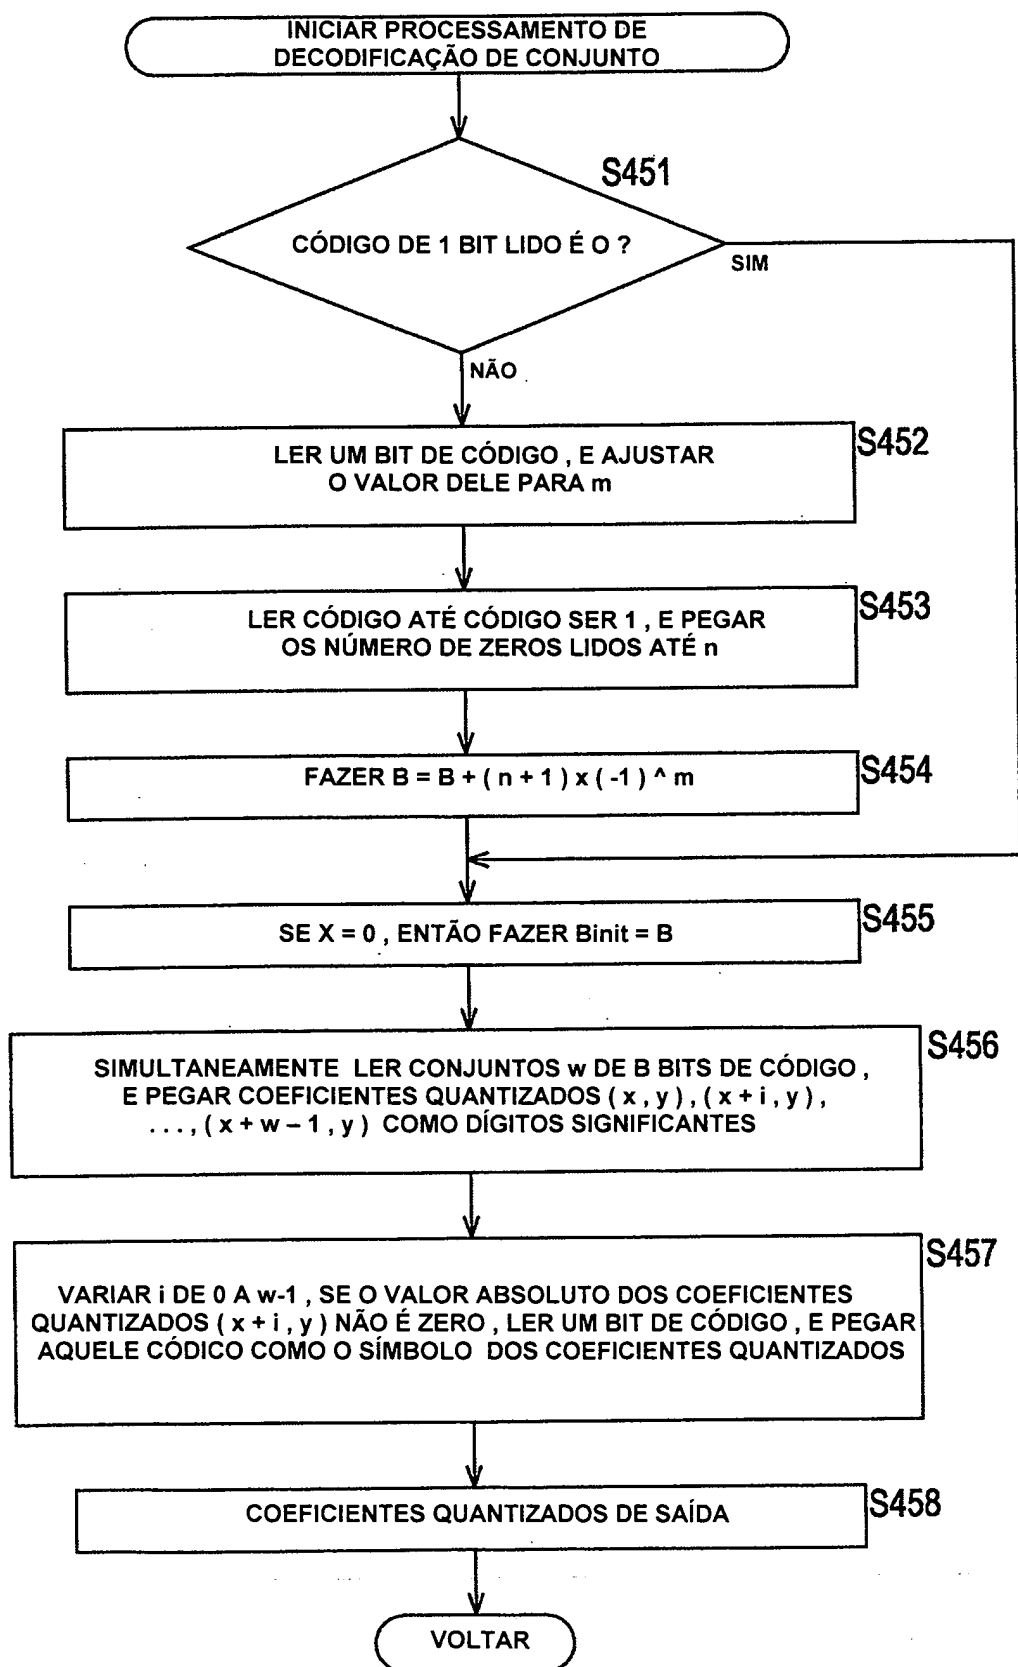 INICIAR PROCESSAMENTO DE
DECODIFICAÇÃO DE CONJUNTO
S451
CÓDIGO DE 1 BIT LIDO É O ?
SIM
NÃO
S452
LER UM BIT DE CÓDIGO , E AJUSTAR
O VALOR DELE PARA m
S453
LER CÓDIGO ATÉ CÓDIGO SER 1 , E PEGAR
OS NÚMERO DE ZEROS LIDOS ATÉ n
S454
FAZER B = B + ( n + 1 ) x ( -1 ) ^ m
S455
SE X = 0 , ENTÃO FAZER Binit = B
S456
SIMULTANEAMENTE LER CONJUNTOS w DE B BITS DE CÓDIGO ,
E PEGAR COEFICIENTES QUANTIZADOS ( x , y ) , ( x + i , y ) ,
. . . , ( x + w – 1 , y ) COMO DÍGITOS SIGNIFICANTES
S457
VARIAR i DE 0 A w-1 , SE O VALOR ABSOLUTO DOS COEFICIENTES
QUANTIZADOS ( x + i , y ) NÃO É ZERO , LER UM BIT DE CÓDIGO , E PEGAR
AQUELE CÓDICO COMO O SÍMBOLO DOS COEFICIENTES QUANTIZADOS
S458
COEFICIENTES QUANTIZADOS DE SAÍDA
VOLTAR